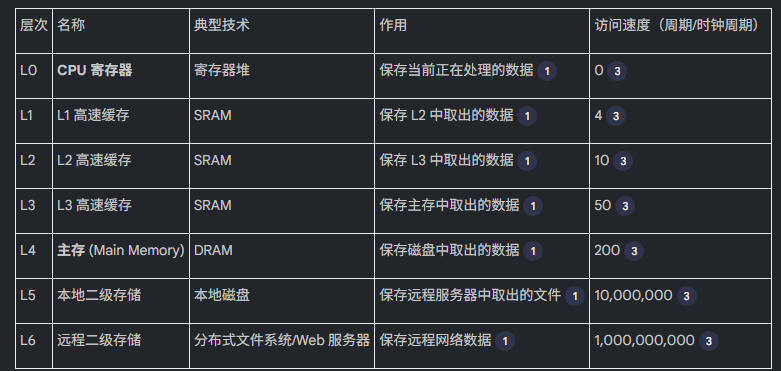 层次 名称 典型技术 作用 访问速度（周期/时钟周期）
L0 CPU 寄存器 寄存器堆 保存当前正在处理的数据 1 0 3
L1 L1 高速缓存 SRAM 保存 L2 中取出的数据 1 4 3
L2 L2 高速缓存 SRAM 保存 L3 中取出的数据 1 10 3
L3 L3 高速缓存 SRAM 保存主存中取出的数据 1 50 3
L4 主存 (Main Memory) DRAM 保存磁盘中取出的数据 1 200 3
L5 本地二级存储 本地磁盘 保存远程服务器中取出的文件 1 10,000,000 3
L6 远程二级存储 分布式文件系统/Web 服务器 保存远程网络数据 1 1,000,000,000 3